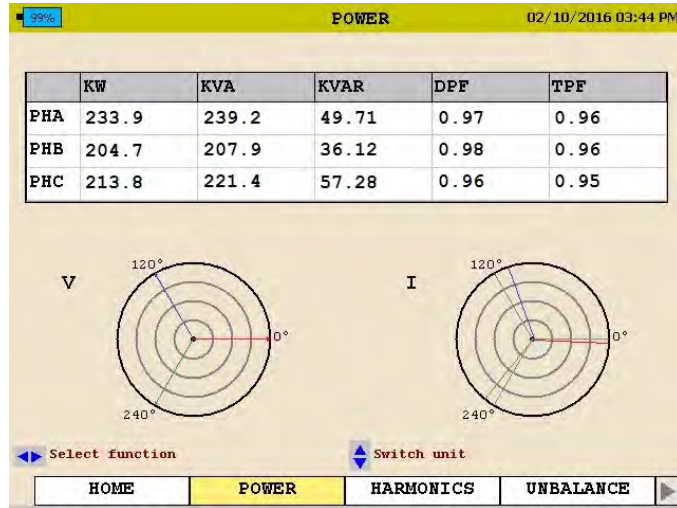 99% POWER 02/10/2016 03:44 PM
KW KVA KVAR DPF TPF
PHA 233.9 239.2 49.71 0.97 0.96
PHB 204.7 207.9 36.12 0.98 0.96
PHC 213.8 221.4 57.28 0.96 0.95
120° 120°
V I
0° 0°
240° 240°
Select function Switch unit
HOME POWER HARMONICS UNBALANCE